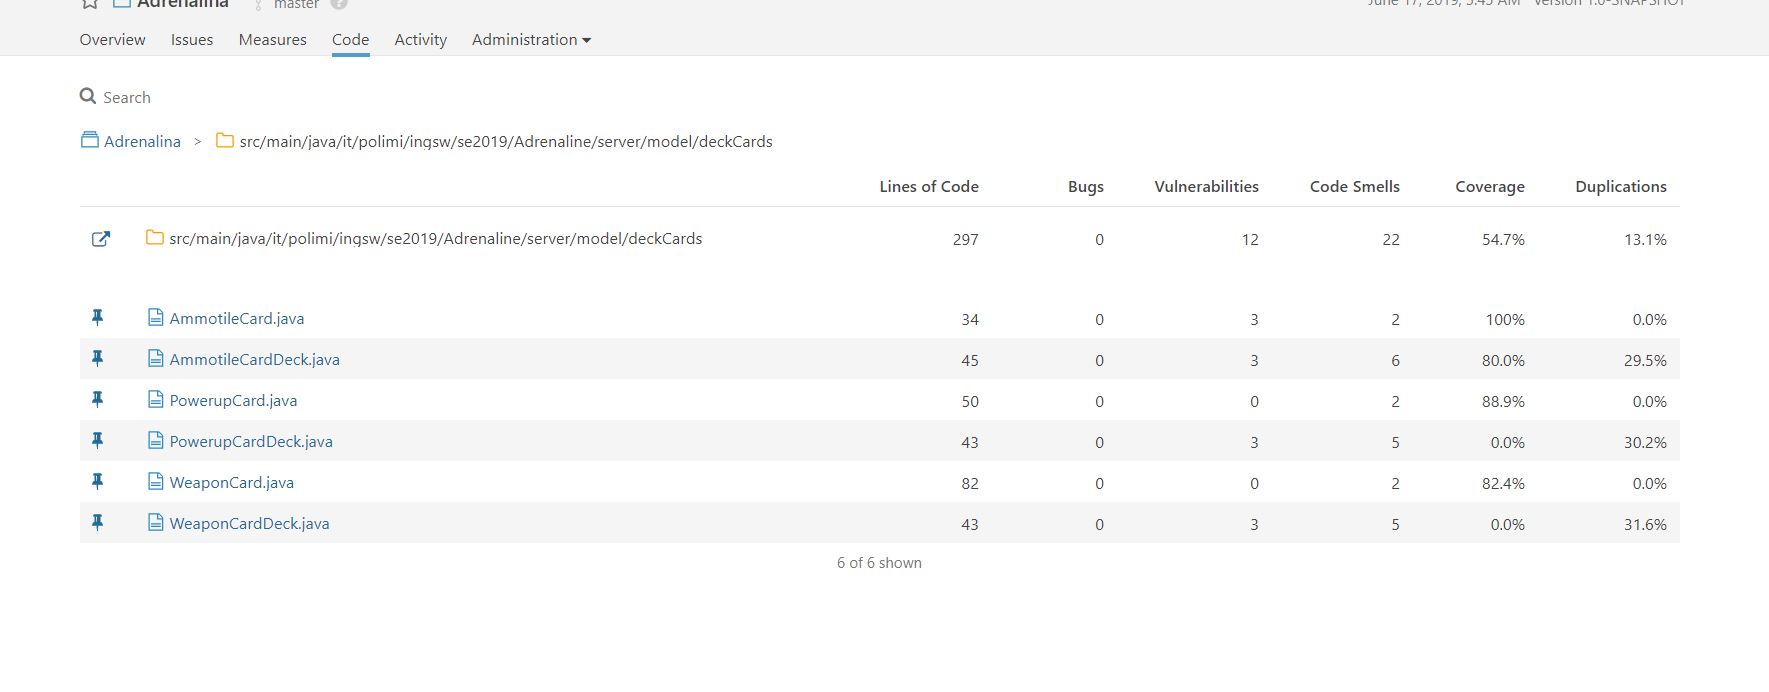 Adrenalina master ? June 17, 2019, 5:45 AM Version 1.0-SNAPSHOT
Overview Issues Measures Code Activity Administration
Search
Adrenalina > src/main/java/it/polimi/ingsw/se2019/Adrenaline/server/model/deckCards
Lines of Code Bugs Vulnerabilities Code Smells Coverage Duplications
src/main/java/it/polimi/ingsw/se2019/Adrenaline/server/model/deckCards 297 0 12 22 54.7% 13.1%
AmmotileCard.java 34 0 3 2 100% 0.0%
AmmotileCardDeck.java 45 0 3 6 80.0% 29.5%
PowerupCard.java 50 0 0 2 88.9% 0.0%
PowerupCardDeck.java 43 0 3 5 0.0% 30.2%
WeaponCard.java 82 0 0 2 82.4% 0.0%
WeaponCardDeck.java 43 0 3 5 0.0% 31.6%
6 of 6 shown